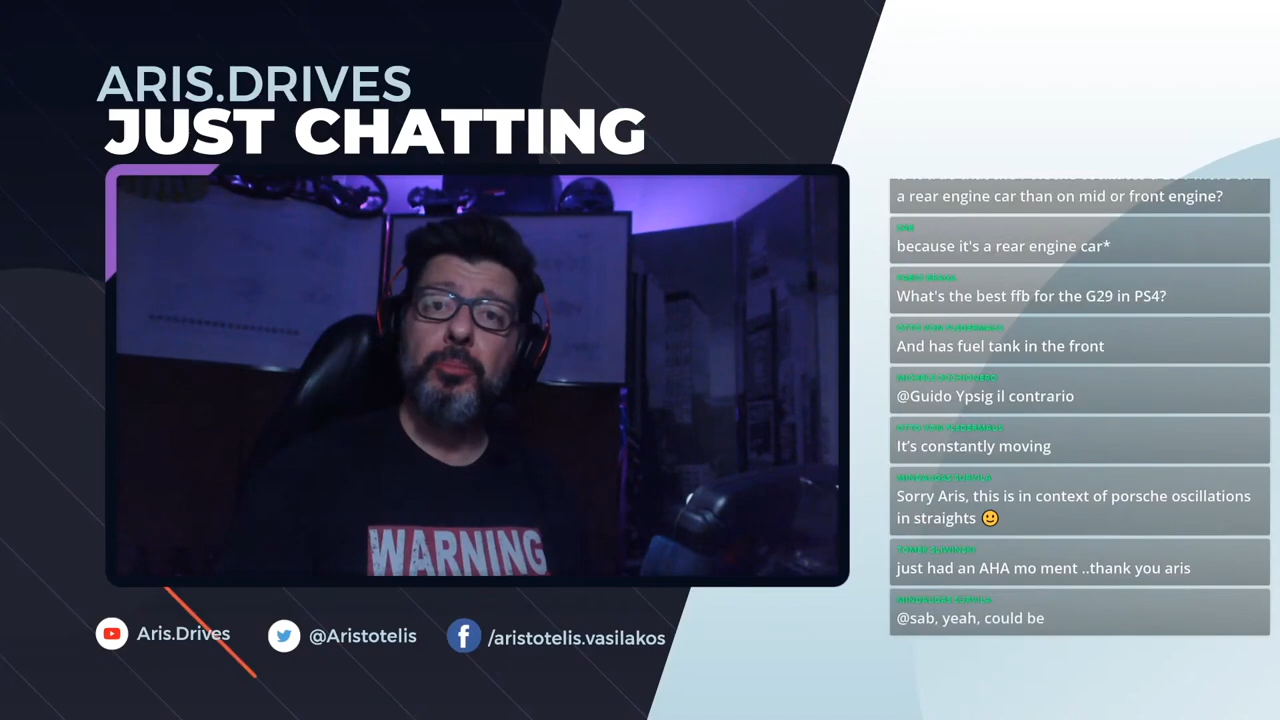 ARIS.DRIVES
JUST CHATTING
WARNING
Aris.Drives
@Aristotelis
/aristotelis.vasilakos
a rear engine car than on mid or front engine?
because it's a rear engine car*
What's the best ffb for the G29 in PS4?
And has fuel tank in the front
@Guido Ypsig il contrario
It’s constantly moving
Sorry Aris, this is in context of porsche oscillations
in straights 🙂
TOMER SLAWINSKI
just had an AHA mo ment ..thank you aris
@sab, yeah, could be